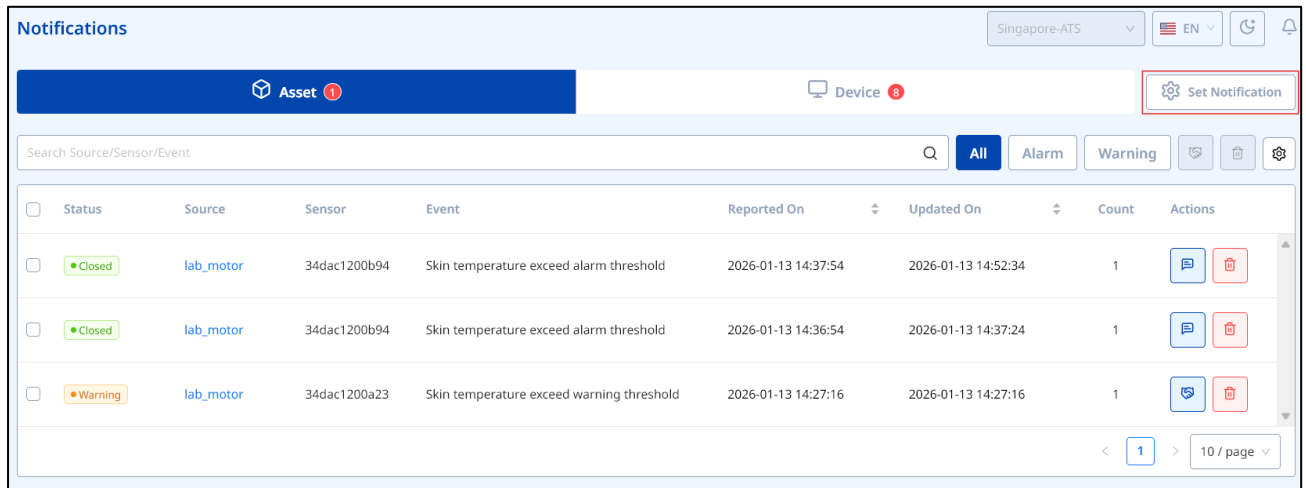 Notifications
Singapore-ATS
EN
Asset 1
Device 8
Set Notification
Search Source/Sensor/Event
All
Alarm
Warning
Status Source Sensor Event Reported On Updated On Count Actions
Closed lab_motor 34dac1200b94 Skin temperature exceed alarm threshold 2026-01-13 14:37:54 2026-01-13 14:52:34 1
Closed lab_motor 34dac1200b94 Skin temperature exceed alarm threshold 2026-01-13 14:36:54 2026-01-13 14:37:24 1
Warning lab_motor 34dac1200a23 Skin temperature exceed warning threshold 2026-01-13 14:27:16 2026-01-13 14:27:16 1
< 1 > 10 / page